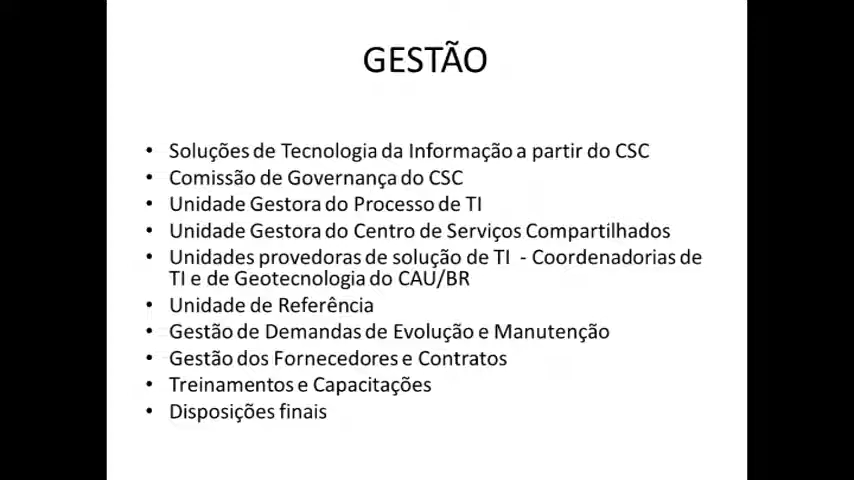 GESTÃO
• Soluções de Tecnologia da Informação a partir do CSC
• Comissão de Governança do CSC
• Unidade Gestora do Processo de TI
• Unidade Gestora do Centro de Serviços Compartilhados
• Unidades provedoras de solução de TI - Coordenadorias de
TI e de Geotecnologia do CAU/BR
• Unidade de Referência
• Gestão de Demandas de Evolução e Manutenção
• Gestão dos Fornecedores e Contratos
• Treinamentos e Capacitações
• Disposições finais